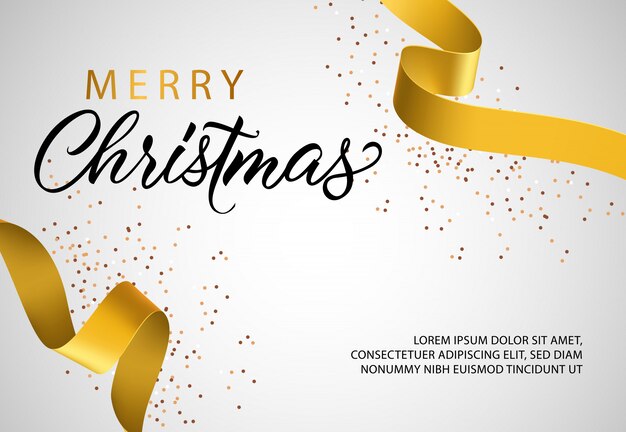 MERRY
Christmas
LOREM IPSUM DOLOR SIT AMET,
CONSECTETUER ADIPISCING ELIT, SED DIAM
NONUMMY NIBH EUISMOD TINCIDUNT UT